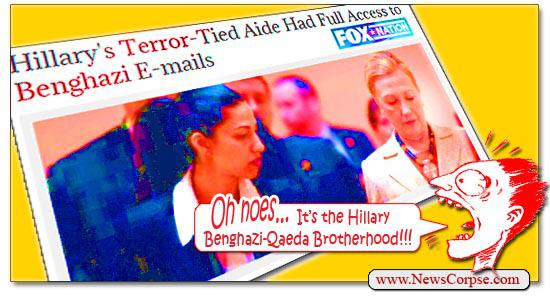 Hillary's Terror-Tied Aide Had Full Access to
Benghazi E-mails
FOX NATION
Oh noes... It's the Hillary
Benghazi-Qaeda Brotherhood!!!
www.NewsCorpse.com